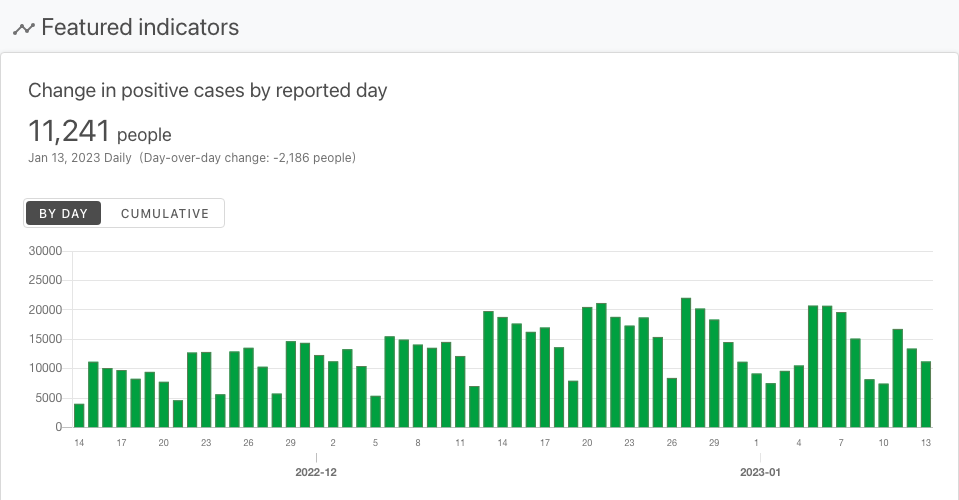 Featured indicators
Change in positive cases by reported day
11,241 people
Jan 13, 2023 Daily (Day-over-day change: -2,186 people)
BY DAY CUMULATIVE
30000
25000
20000
15000
10000
5000
0
14 17 20 23 26 29 2 5 8 11 14 17 20 23 26 29 1 4 7 10 13
2022-12 2023-01